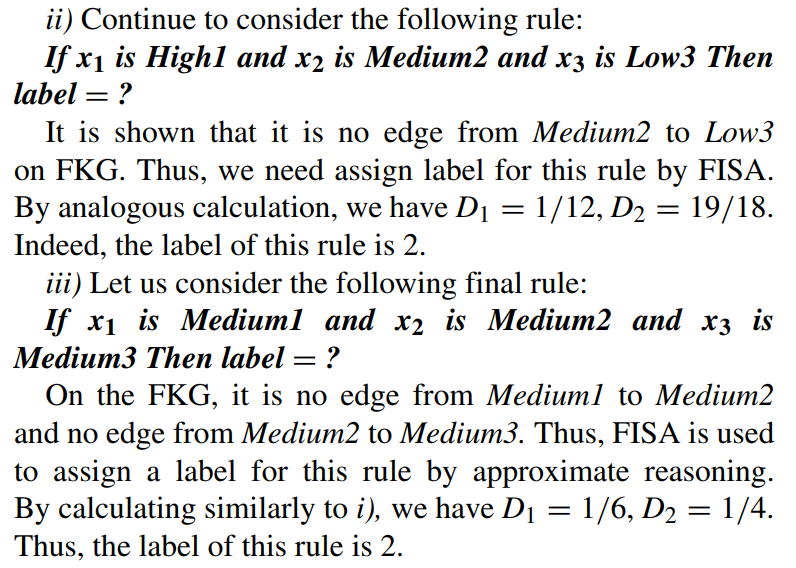 ii) Continue to consider the following rule:
If x₁ is High1 and x₂ is Medium2 and x₃ is Low3 Then
label = ?
It is shown that it is no edge from Medium2 to Low3
on FKG. Thus, we need assign label for this rule by FISA.
By analogous calculation, we have D₁ = 1/12, D₂ = 19/18.
Indeed, the label of this rule is 2.
iii) Let us consider the following final rule:
If x₁ is Medium1 and x₂ is Medium2 and x₃ is
Medium3 Then label = ?
On the FKG, it is no edge from Medium1 to Medium2
and no edge from Medium2 to Medium3. Thus, FISA is used
to assign a label for this rule by approximate reasoning.
By calculating similarly to i), we have D₁ = 1/6, D₂ = 1/4.
Thus, the label of this rule is 2.